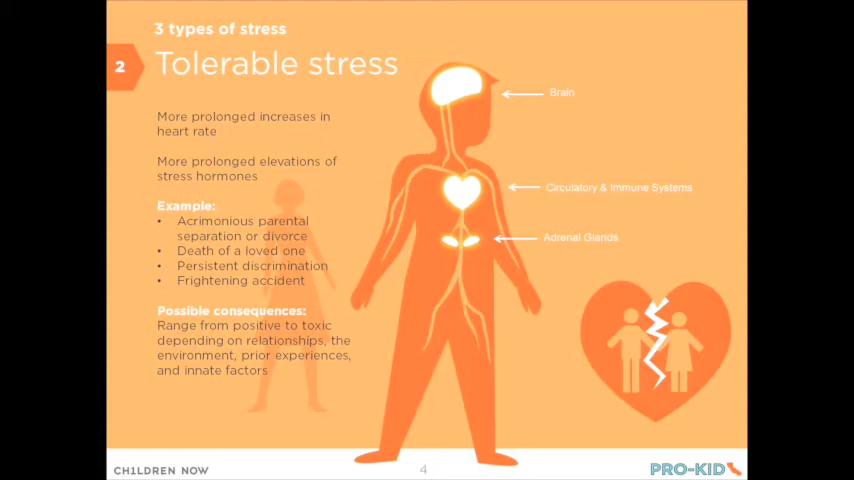 3 types of stress
2
Tolerable stress
More prolonged increases in
heart rate
More prolonged elevations of
stress hormones
Example:
• Acrimonious parental
separation or divorce
• Death of a loved one
• Persistent discrimination
• Frightening accident
Possible consequences:
Range from positive to toxic
depending on relationships, the
environment, prior experiences,
and innate factors
Brain
Circulatory & Immune Systems
Adrenal Glands
CH1LDREN NOW
4
PRO-KID